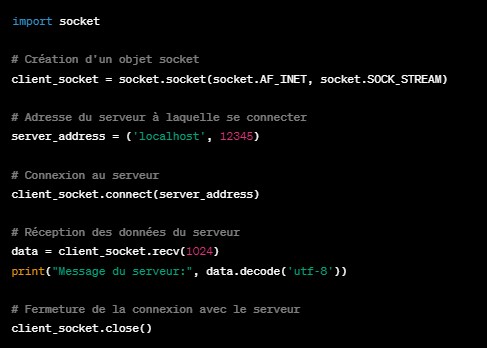 import socket
# Création d'un objet socket
client_socket = socket.socket(socket.AF_INET, socket.SOCK_STREAM)
# Adresse du serveur à laquelle se connecter
server_address = ('localhost', 12345)
# Connexion au serveur
client_socket.connect(server_address)
# Réception des données du serveur
data = client_socket.recv(1024)
print("Message du serveur:", data.decode('utf-8'))
# Fermeture de la connexion avec le serveur
client_socket.close()